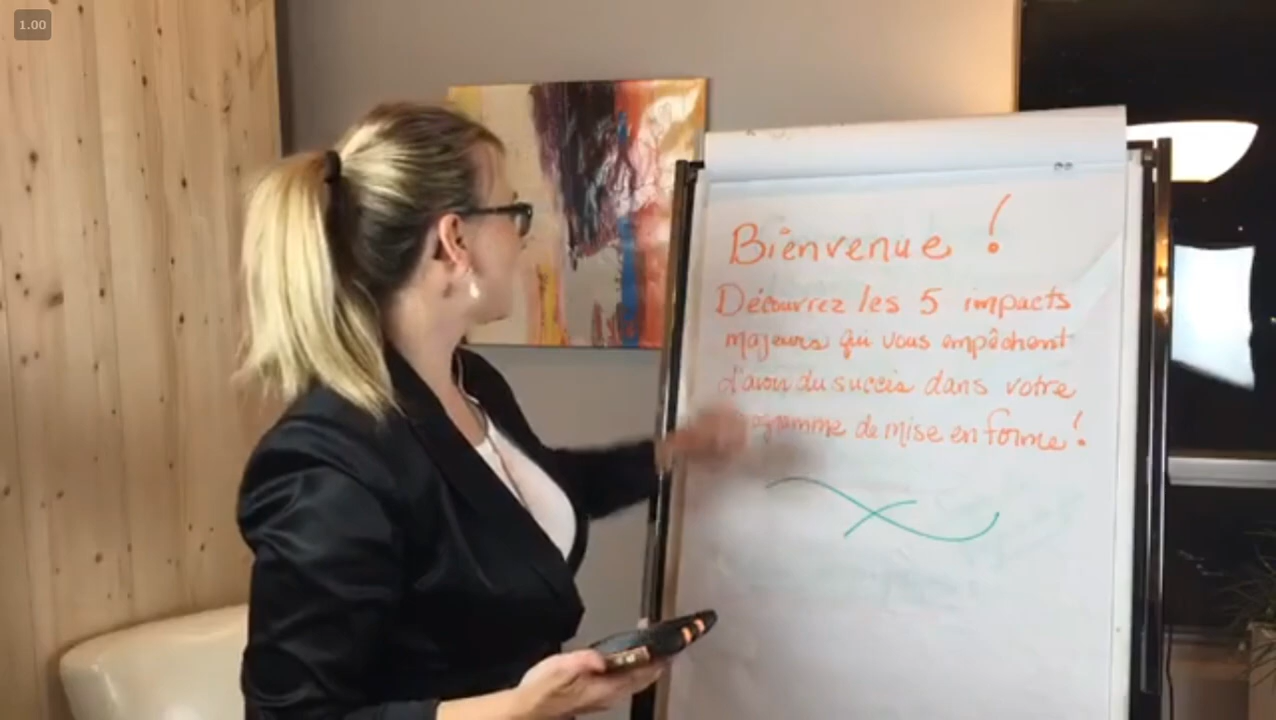 1.00
Bienvenue !
Découvrez les 5 impacts
majeurs qui vous empêchent
d'avoir du succès dans votre
programme de mise en forme !